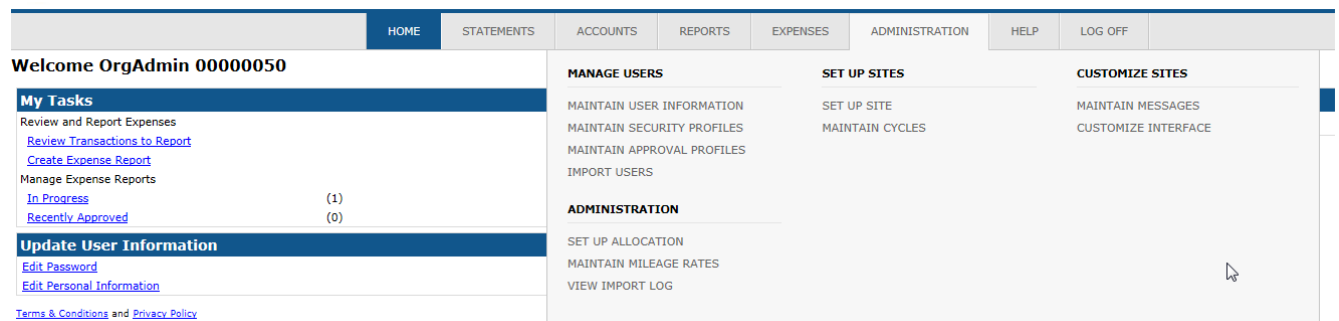 HOME STATEMENTS ACCOUNTS REPORTS EXPENSES ADMINISTRATION HELP LOG OFF
Welcome OrgAdmin 00000050
My Tasks
Review and Report Expenses
Review Transactions to Report
Create Expense Report
Manage Expense Reports
In Progress (1)
Recently Approved (0)
Update User Information
Edit Password
Edit Personal Information
Terms & Conditions and Privacy Policy
MANAGE USERS
MAINTAIN USER INFORMATION
MAINTAIN SECURITY PROFILES
MAINTAIN APPROVAL PROFILES
IMPORT USERS
ADMINISTRATION
SET UP ALLOCATION
MAINTAIN MILEAGE RATES
VIEW IMPORT LOG
SET UP SITES
SET UP SITE
MAINTAIN CYCLES
CUSTOMIZE SITES
MAINTAIN MESSAGES
CUSTOMIZE INTERFACE